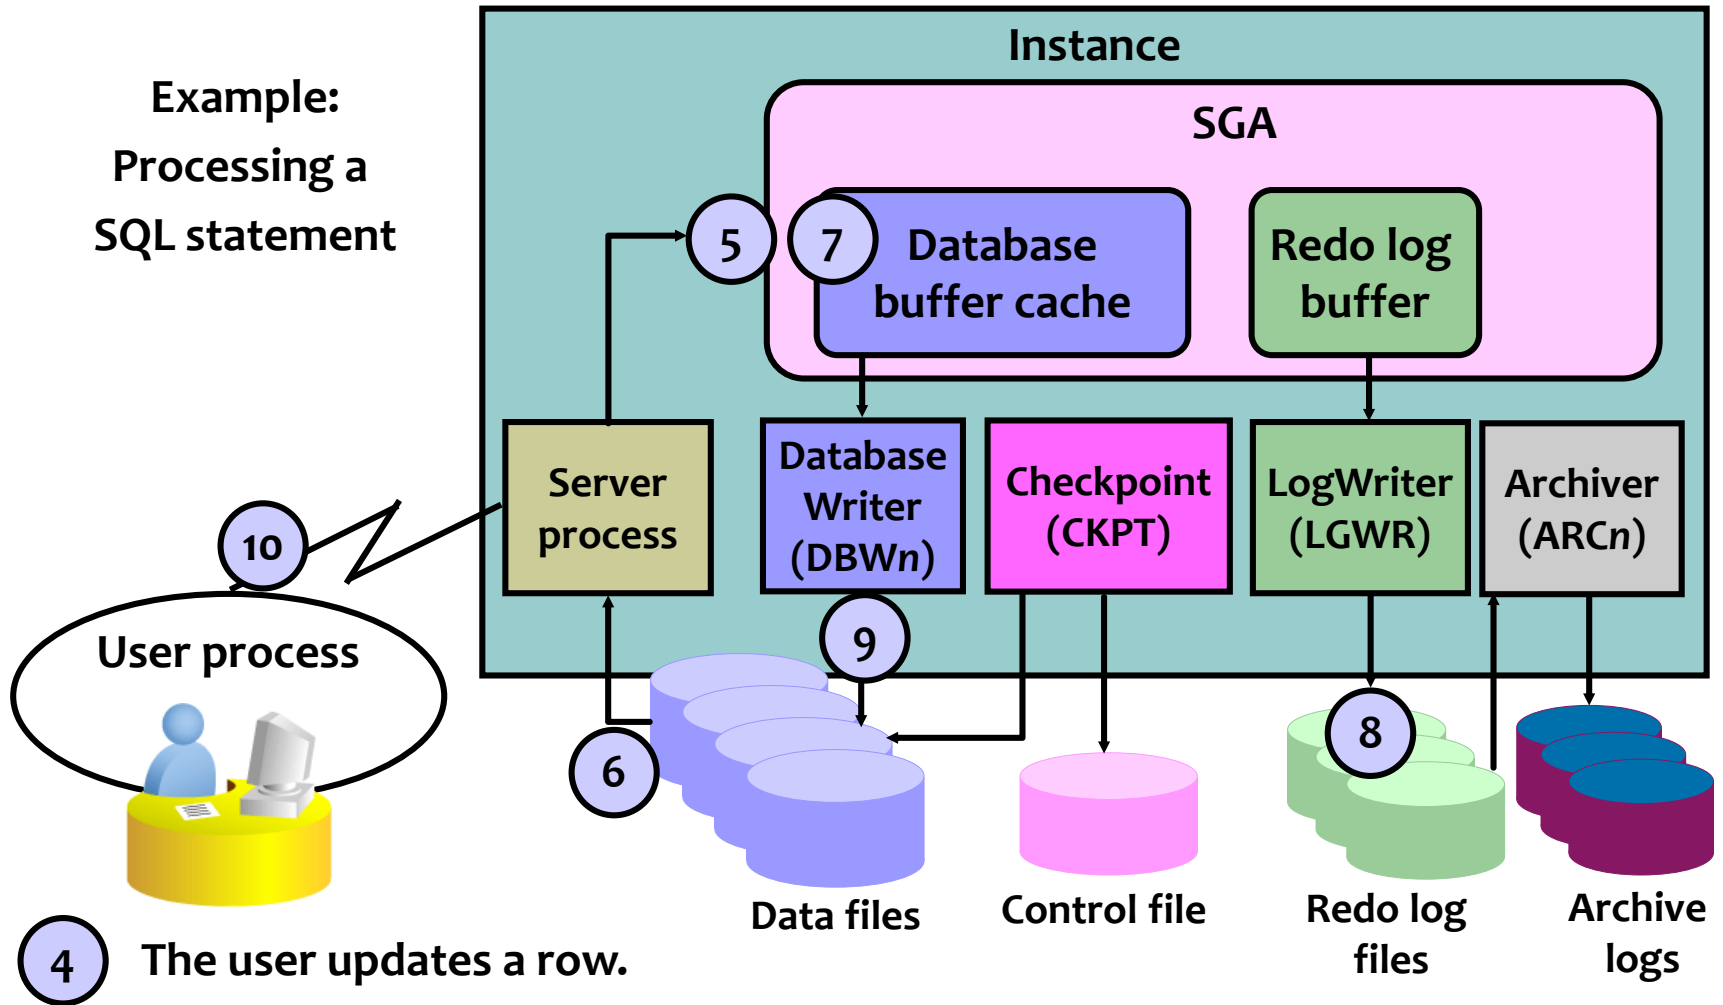 Example:
Processing a
SQL statement
Instance
SGA
5
7
Database
buffer cache
Redo log
buffer
Server
process
Database
Writer
(DBWn)
Checkpoint
(CKPT)
LogWriter
(LGWR)
Archiver
(ARCn)
10
User process
9
6
8
Data files
Control file
Redo log
files
Archive
logs
4
The user updates a row.